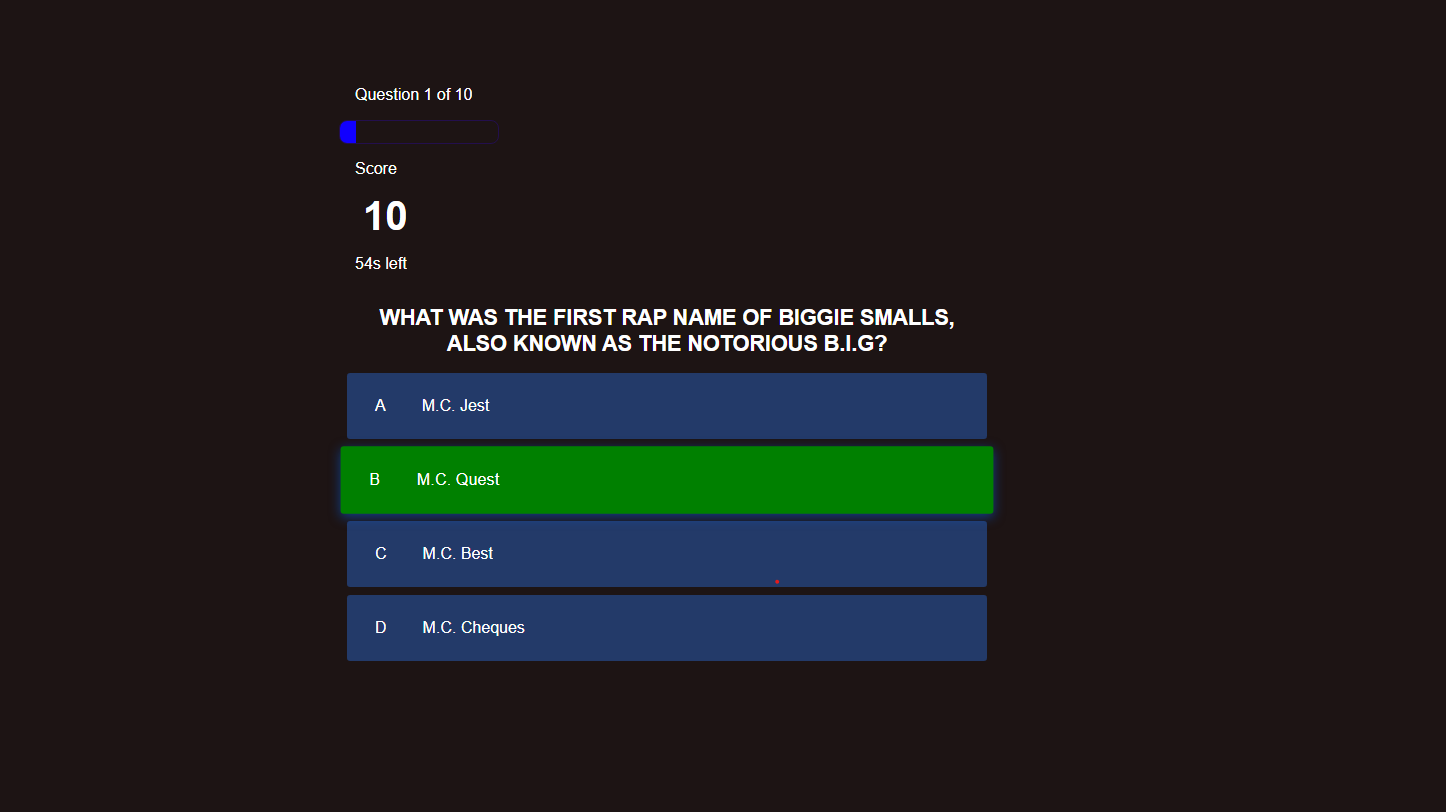 Question 1 of 10
Score
10
54s left
WHAT WAS THE FIRST RAP NAME OF BIGGIE SMALLS,
ALSO KNOWN AS THE NOTORIOUS B.I.G?
A M.C. Jest
B M.C. Quest
C M.C. Best
D M.C. Cheques